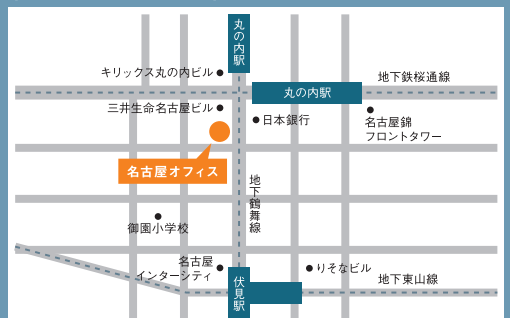 丸の内駅
キリックス丸の内ビル
地下鉄桜通線
丸の内駅
三井生命名古屋ビル
日本銀行
名古屋錦
フロントタワー
名古屋オフィス
地下鶴舞線
御園小学校
名古屋
インターシティ
りそなビル
地下東山線
伏見駅